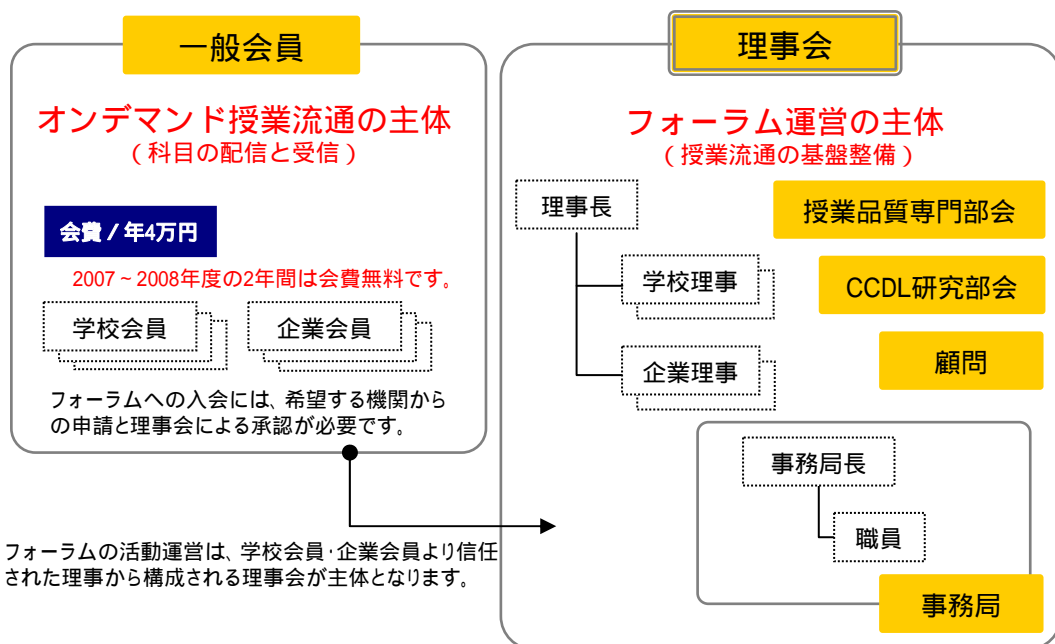 一般会員
オンデマンド授業流通の主体
(科目の配信と受信)
会費/年4万円
2007~2008年度の2年間は会費無料です。
学校会員
企業会員
フォーラムへの入会には、希望する機関から
の申請と理事会による承認が必要です。
フォーラムの活動運営は、学校会員・企業会員より信任
された理事から構成される理事会が主体となります。
理事会
フォーラム運営の主体
(授業流通の基盤整備)
理事長
学校理事
企業理事
授業品質専門部会
CCDL研究部会
顧問
事務局長
職員
事務局